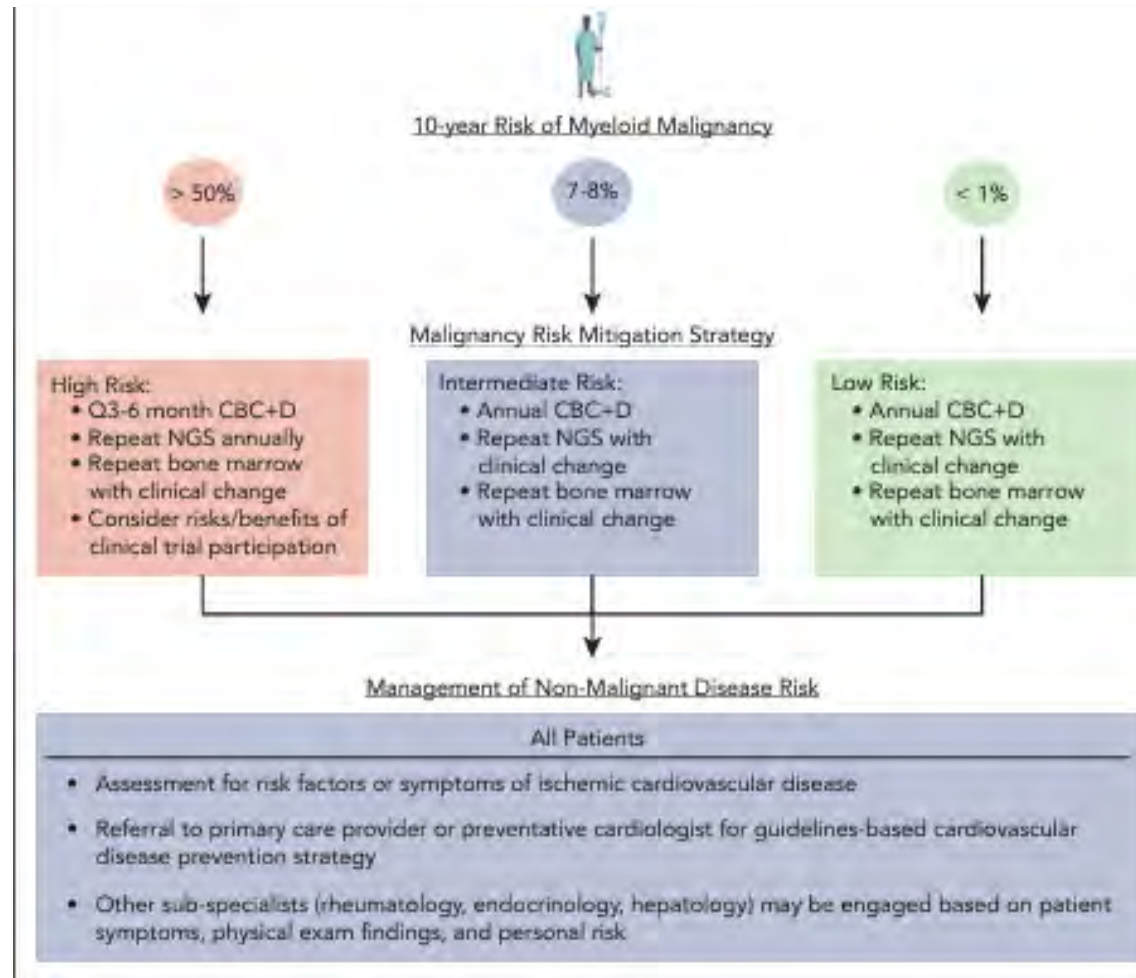 10-year Risk of Myeloid Malignancy
> 50%
7-8%
< 1%
Malignancy Risk Mitigation Strategy
High Risk:
• Q3-6 month CBC+D
• Repeat NGS annually
• Repeat bone marrow
with clinical change
• Consider risks/benefits of
clinical trial participation
Intermediate Risk:
• Annual CBC+D
• Repeat NGS with
clinical change
• Repeat bone marrow
with clinical change
Low Risk:
• Annual CBC+D
• Repeat NGS with
clinical change
• Repeat bone marrow
with clinical change
Management of Non-Malignant Disease Risk
All Patients
• Assessment for risk factors or symptoms of ischemic cardiovascular disease
• Referral to primary care provider or preventative cardiologist for guidelines-based cardiovascular
disease prevention strategy
• Other sub-specialists (rheumatology, endocrinology, hepatology) may be engaged based on patient
symptoms, physical exam findings, and personal risk